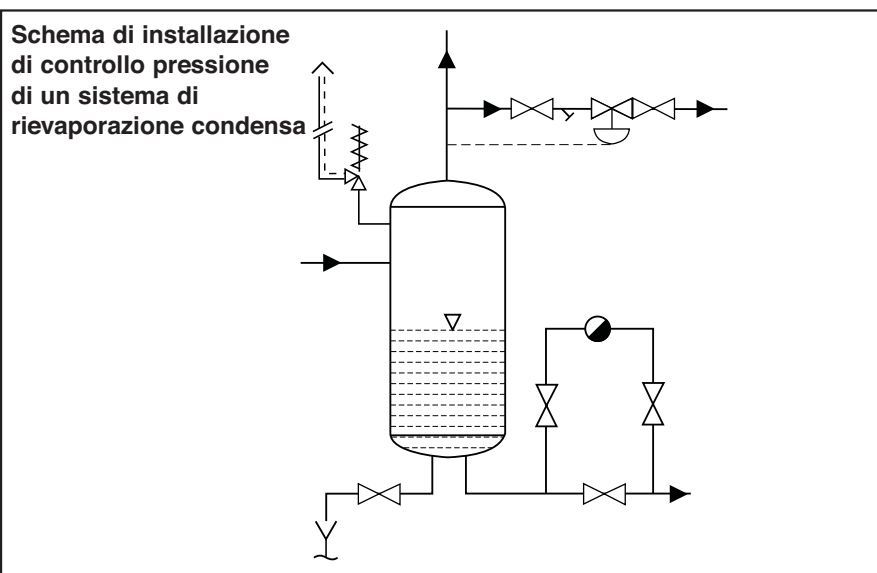 Schema di installazione
di controllo pressione
di un sistema di
rievaporazione condensa